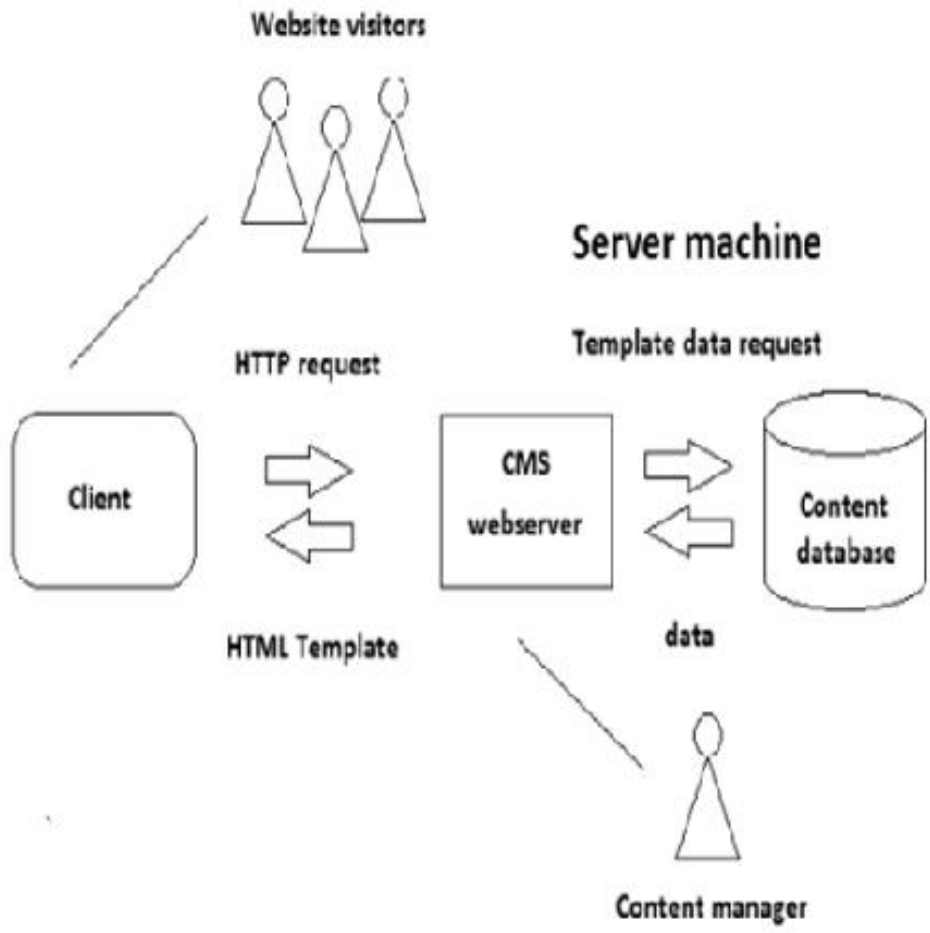 Website visitors
Server machine
HTTP request
Template data request
Client
CMS
webserver
Content
database
HTML Template
data
Content manager